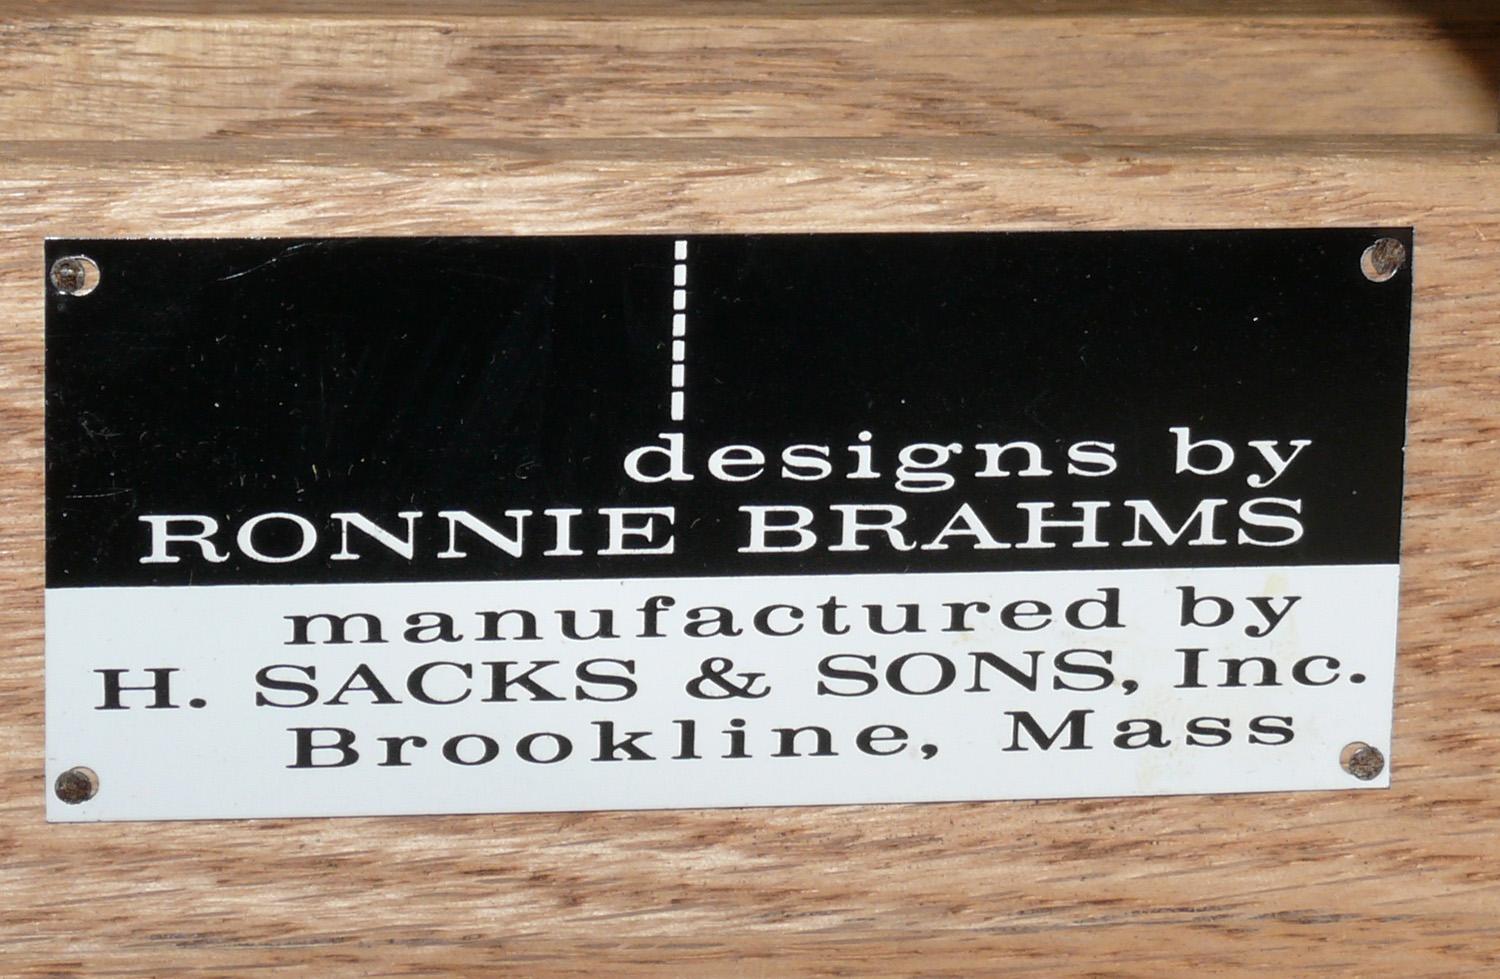 designs by
RONNIE BRAHMS
manufactured by
H. SACKS & SONS, Inc.
Brookline, Mass